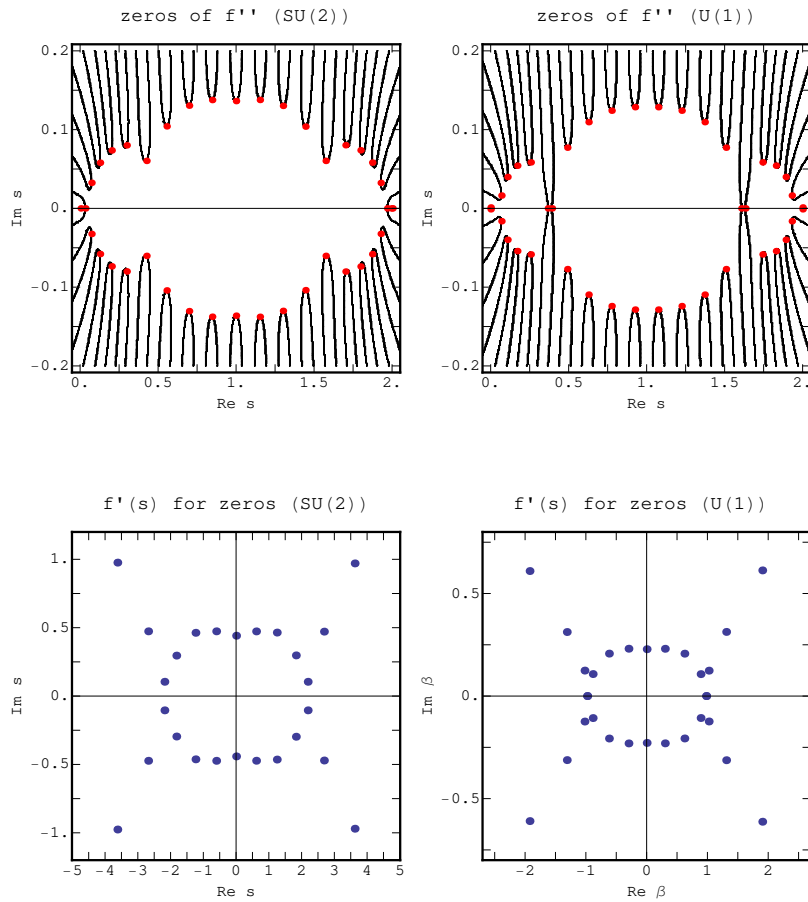 zeros of f'' (SU(2))
zeros of f'' (U(1))
0.2
0.1
0.
-0.1
-0.2
Im s
0.
0.5
1.
1.5
2.
Re s
0.2
0.1
0.
-0.1
-0.2
Im s
0.
0.5
1.
1.5
2.
Re s
f'(s) for zeros (SU(2))
f'(s) for zeros (U(1))
1.
0.5
0.
-0.5
-1.
Im s
-5 -4 -3 -2 -1 0 1 2 3 4 5
Re s
0.5
0.
-0.5
Im β
-2 -1 0 1 2
Re β